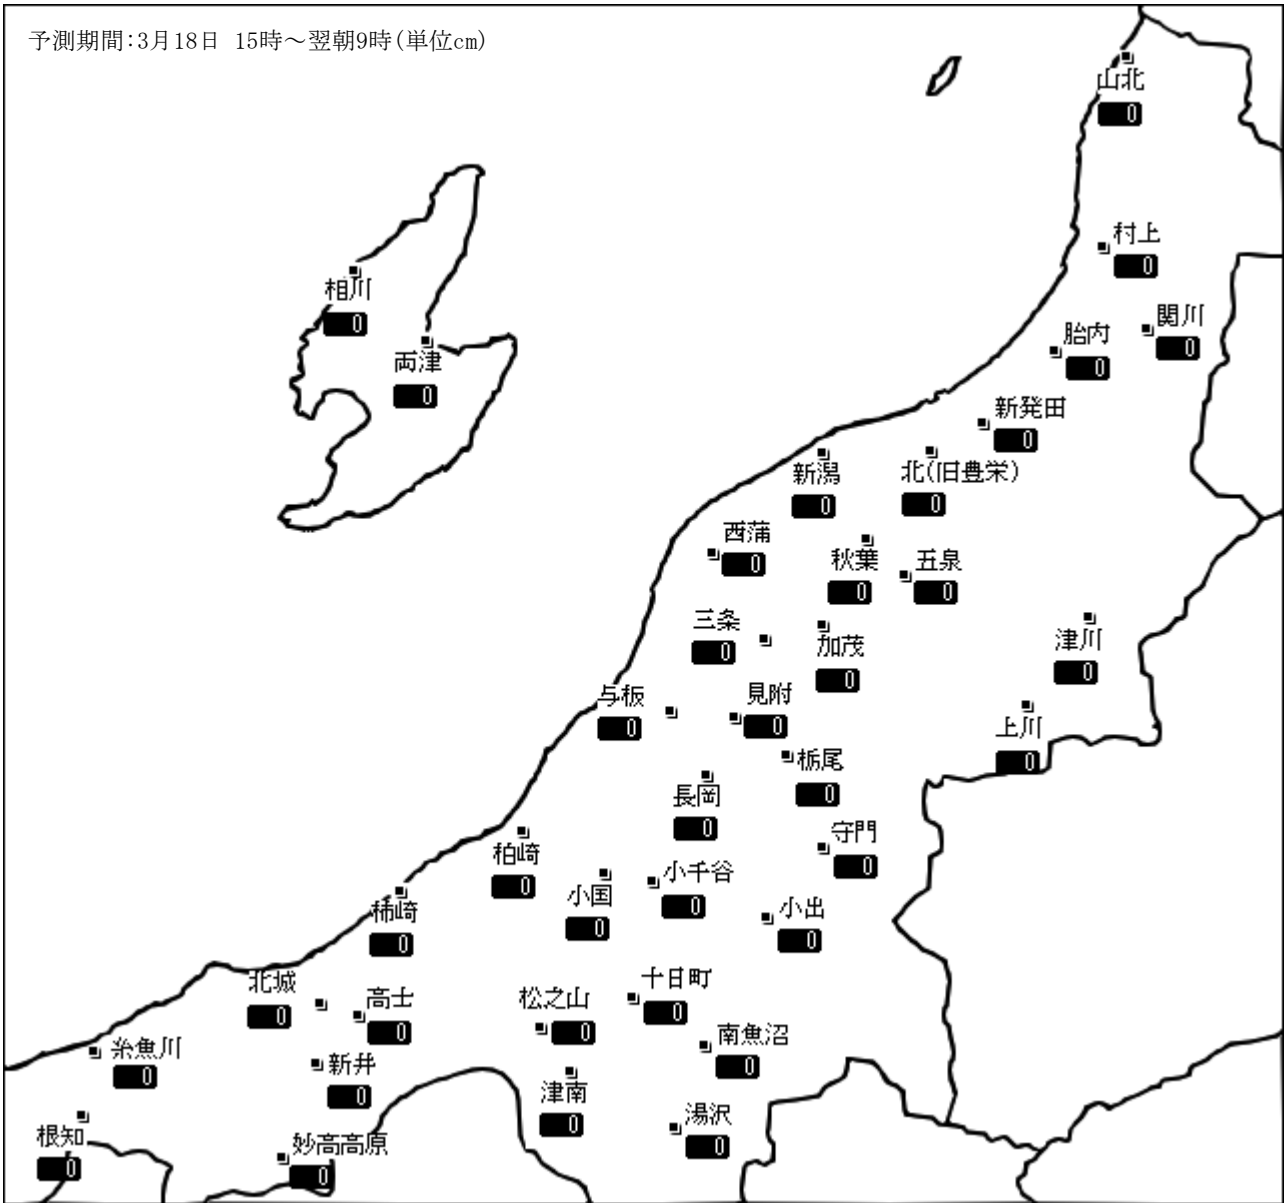 予測期間:3月18日 15時～翌朝9時(単位cm)
山北
0
村上
0
相川
0
関川
0
胎内
0
両津
0
新発田
0
新潟
0
北(旧豊栄)
0
西蒲
0
秋葉
0
五泉
0
三条
0
加茂
0
津川
0
与板
0
見附
0
上川
0
栃尾
0
長岡
0
守門
0
柏崎
0
小国
0
小千谷
0
柿崎
0
小出
0
北城
0
高士
0
松之山
0
十日町
0
糸魚川
0
新井
0
南魚沼
0
津南
0
湯沢
0
根知
0
妙高高原
0